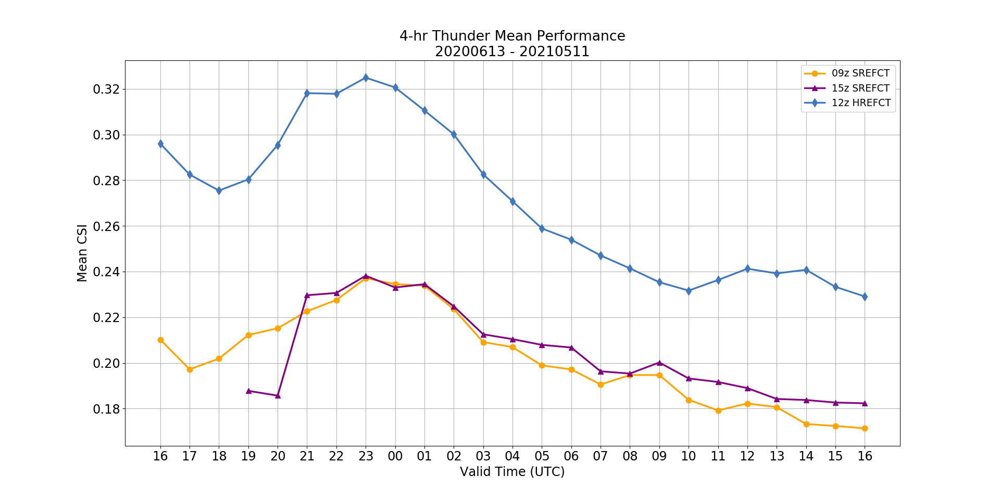 4-hr Thunder Mean Performance
20200613 - 20210511
09z SREFCT
15z SREFCT
12z HREFCT
Mean CSI
0.32
0.30
0.28
0.26
0.24
0.22
0.20
0.18
16 17 18 19 20 21 22 23 00 01 02 03 04 05 06 07 08 09 10 11 12 13 14 15 16
Valid Time (UTC)